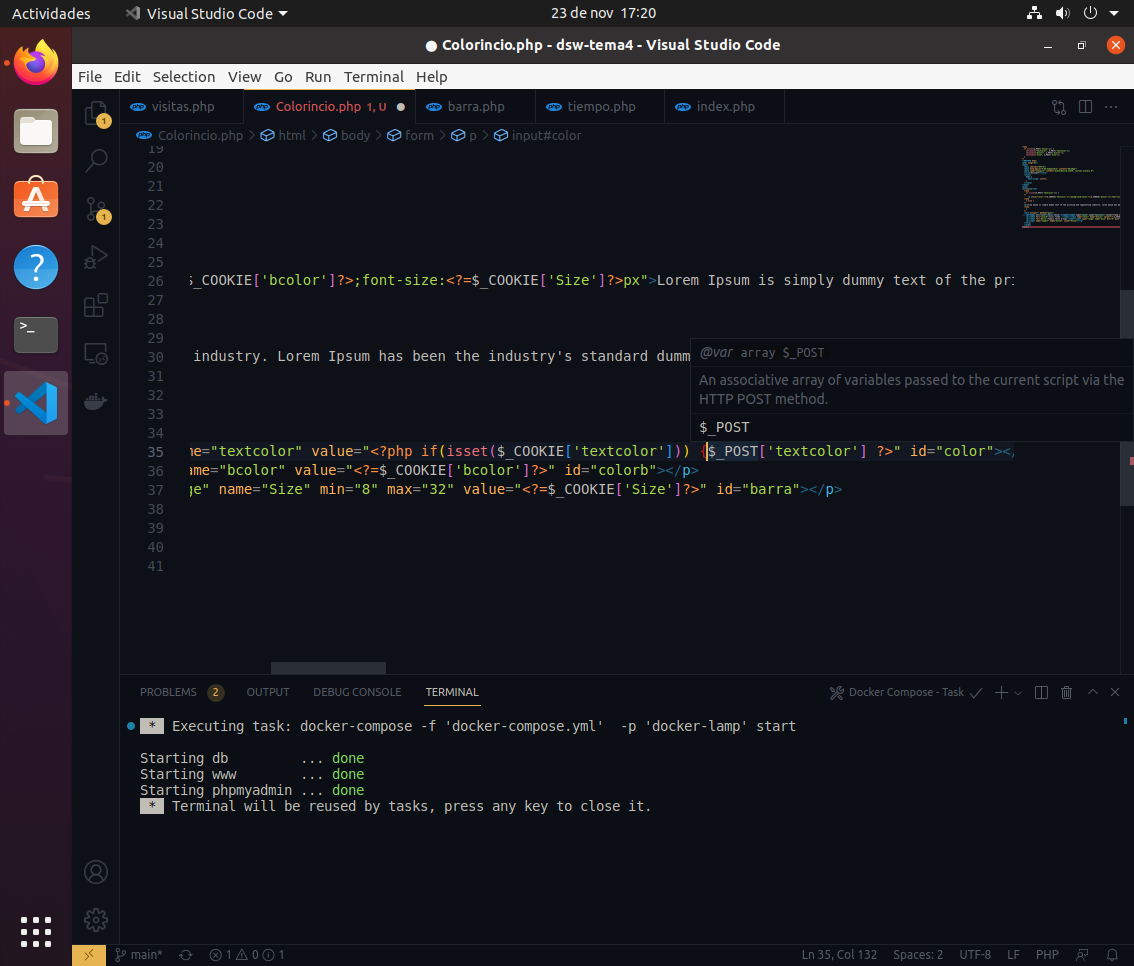 Actividades
Visual Studio Code
23 de nov 17:20
● Colorincio.php - dsw-tema4 - Visual Studio Code
File Edit Selection View Go Run Terminal Help
php visitas.php
php Colorincio.php 1, U ●
php barra.php
php tiempo.php
php index.php
php Colorincio.php > html > body > form > p > input#color
1
1
19
20
21
22
23
24
25
26 $_COOKIE['bcolor']?>;font-size:<?=$_COOKIE['Size']?>px">Lorem Ipsum is simply dummy text of the pri
27
28
29
30 industry. Lorem Ipsum has been the industry's standard dumm
31
32
33
34
35 me="textcolor" value="<?php if(isset($_COOKIE['textcolor'])) {$_POST['textcolor'] ?>" id="color"></
36 ame="bcolor" value="<?=$_COOKIE['bcolor']?>" id="colorb"></p>
37 ge" name="Size" min="8" max="32" value="<?=$_COOKIE['Size']?>" id="barra"></p>
38
39
40
41
@var array $_POST
An associative array of variables passed to the current script via the
HTTP POST method.
$_POST
PROBLEMS 2 OUTPUT DEBUG CONSOLE TERMINAL
Docker Compose - Task
* Executing task: docker-compose -f 'docker-compose.yml' -p 'docker-lamp' start
Starting db ... done
Starting www ... done
Starting phpmyadmin ... done
* Terminal will be reused by tasks, press any key to close it.
main* 1 0 1
Ln 35, Col 132 Spaces: 2 UTF-8 LF PHP